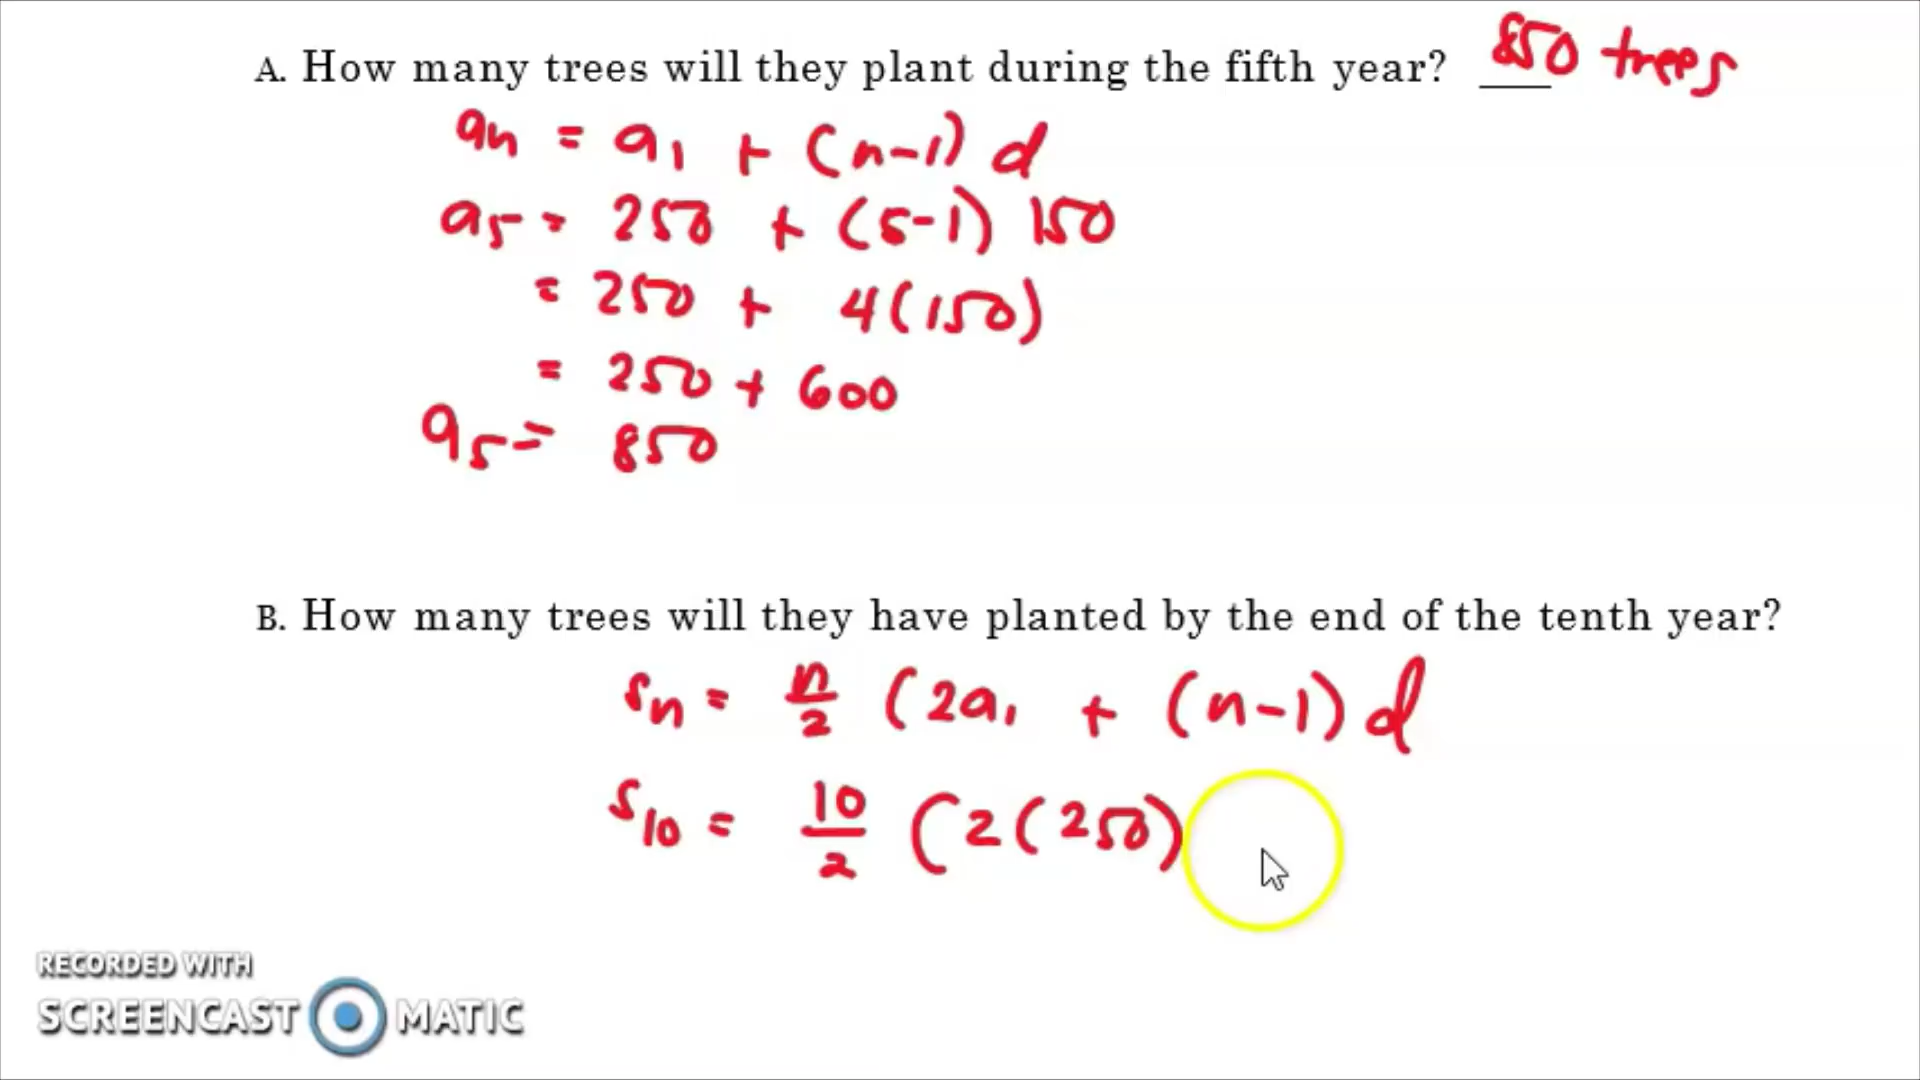 A. How many trees will they plant during the fifth year? 850 trees
an = a1 + (n-1) d
a5 = 250 + (5-1) 150
= 250 + 4(150)
= 250 + 600
a5 = 850
B. How many trees will they have planted by the end of the tenth year?
Sn = n/2 (2a1 + (n-1) d
S10 = 10/2 (2(250)
RECORDED WITH
SCREENCAST MATIC